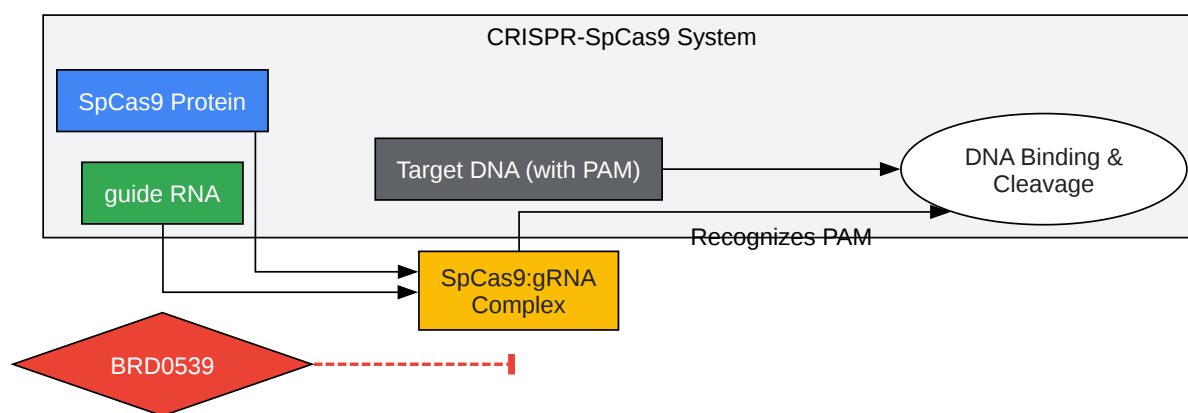 CRISPR-SpCas9 System
SpCas9 Protein
guide RNA
Target DNA (with PAM)
DNA Binding &
Cleavage
Recognizes PAM
SpCas9:gRNA
Complex
BRD0539